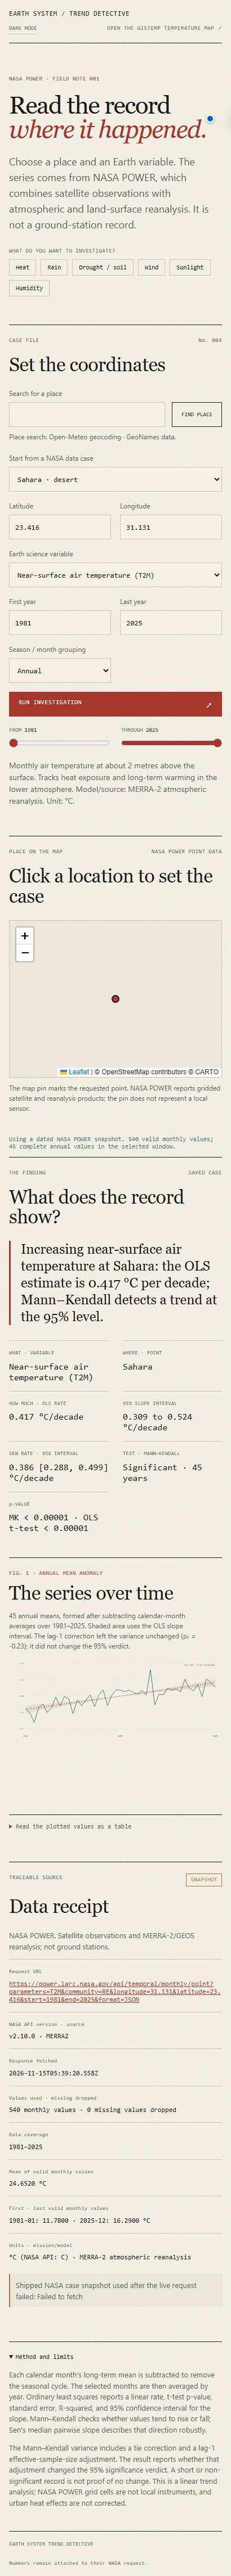 EARTH SYSTEM / TREND DETECTIVE
DARK MODE
OPEN THE GISTEMP TEMPERATURE MAP ↗
NASA POWER · FIELD NOTE 001
Read the record
where it happened.
Choose a place and an Earth variable. The
series comes from NASA POWER, which
combines satellite observations with
atmospheric and land-surface reanalysis. It is
not a ground-station record.
WHAT DO YOU WANT TO INVESTIGATE?
Heat
Rain
Drought / soil
Wind
Sunlight
Humidity
CASE FILE
No. 004
Set the coordinates
Search for a place
FIND PLACE
Place search: Open-Meteo geocoding · GeoNames data.
Start from a NASA data case
Sahara · desert
Latitude
Longitude
23.416
31.131
Earth science variable
Near-surface air temperature (T2M)
First year
Last year
1981
2025
Season / month grouping
Annual
RUN INVESTIGATION ↗
FROM 1981
THROUGH 2025
Monthly air temperature at about 2 metres above the
surface. Tracks heat exposure and long-term warming in the
lower atmosphere. Model/source: MERRA-2 atmospheric
reanalysis. Unit: °C.
PLACE ON THE MAP
NASA POWER POINT DATA
Click a location to set the
case
+
−
Leaflet | © OpenStreetMap contributors © CARTO
The map pin marks the requested point. NASA POWER reports gridded
satellite and reanalysis products; the pin does not represent a local
sensor.
Using a dated NASA POWER snapshot. 540 valid monthly values;
45 complete annual values in the selected window.
THE FINDING
SAVED CASE
What does the record
show?
Increasing near-surface air
temperature at Sahara: the OLS
estimate is 0.417 °C per decade;
Mann–Kendall detects a trend at
the 95% level.
WHAT · VARIABLE
WHERE · POINT
Near-surface air
temperature (T2M)
Sahara
HOW MUCH · OLS RATE
95% SLOPE INTERVAL
0.417 °C/decade
0.309 to 0.524
°C/decade
SEN RATE · 95% INTERVAL
TEST · MANN–KENDALL
0.386 [0.288, 0.499]
°C/decade
Significant · 45
years
p-VALUE
MK < 0.00001 · OLS
t-test < 0.00001
FIG. 1 · ANNUAL MEAN ANOMALY
The series over time
45 annual means, formed after subtracting calendar-month
averages over 1981–2025. Shaded area uses the OLS slope
interval. The lag-1 correction left the variance unchanged (ρ₁ =
-0.23); it did not change the 95% verdict.
▶ Read the plotted values as a table
TRACEABLE SOURCE
SNAPSHOT
Data receipt
NASA POWER. Satellite observations and MERRA-2/GEOS
reanalysis; not ground stations.
Request URL
https://power.larc.nasa.gov/api/temporal/monthly/point?
parameters=T2M&community=RE&longitude=31.131&latitude=23.
416&start=1981&end=2025&format=JSON
NASA API version · source
v2.10.0 · MERRA2
Response fetched
2026-11-15T05:39:20.558Z
Values used · missing dropped
540 monthly values · 0 missing values dropped
Data coverage
1981–2025
Mean of valid monthly values
24.6520 °C
First · last valid monthly values
1981-01: 11.7800 · 2025-12: 16.2900 °C
Units · mission/model
°C (NASA API: C) · MERRA-2 atmospheric reanalysis
Shipped NASA case snapshot used after the live request
failed: Failed to fetch
▼ Method and limits
Each calendar month's long-term mean is subtracted to remove
the seasonal cycle. The selected months are then averaged by
year. Ordinary least squares reports a linear rate, t-test p-value,
standard error, R-squared, and 95% confidence interval for the
slope. Mann–Kendall checks whether values tend to rise or fall;
Sen's median pairwise slope describes that direction robustly.
The Mann–Kendall variance includes a tie correction and a lag-1
effective-sample-size adjustment. The result reports whether that
adjustment changed the 95% significance verdict. A short or non-
significant record is not proof of no change. This is a linear trend
analysis; NASA POWER grid cells are not local instruments, and
urban heat effects are not corrected.
EARTH SYSTEM TREND DETECTIVE
Numbers remain attached to their NASA request.